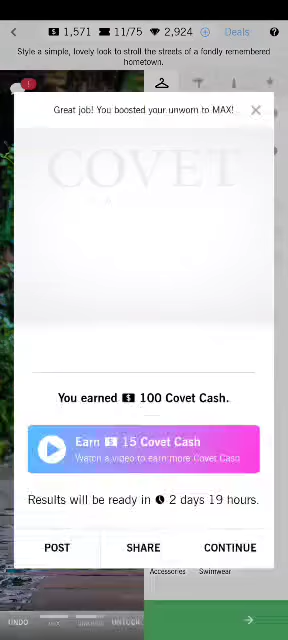 1,571 11/75 2,924 Deals
Style a simple, lovely look to stroll the streets of a fondly remembered
hometown.
Great job! You boosted your unworn to MAX!
COVET
You earned 100 Covet Cash.
Earn 15 Covet Cash
Watch a video to earn more Covet Cash
Results will be ready in 2 days 19 hours.
POST SHARE CONTINUE
Accessories Swimwear
UNDO UNLOCK